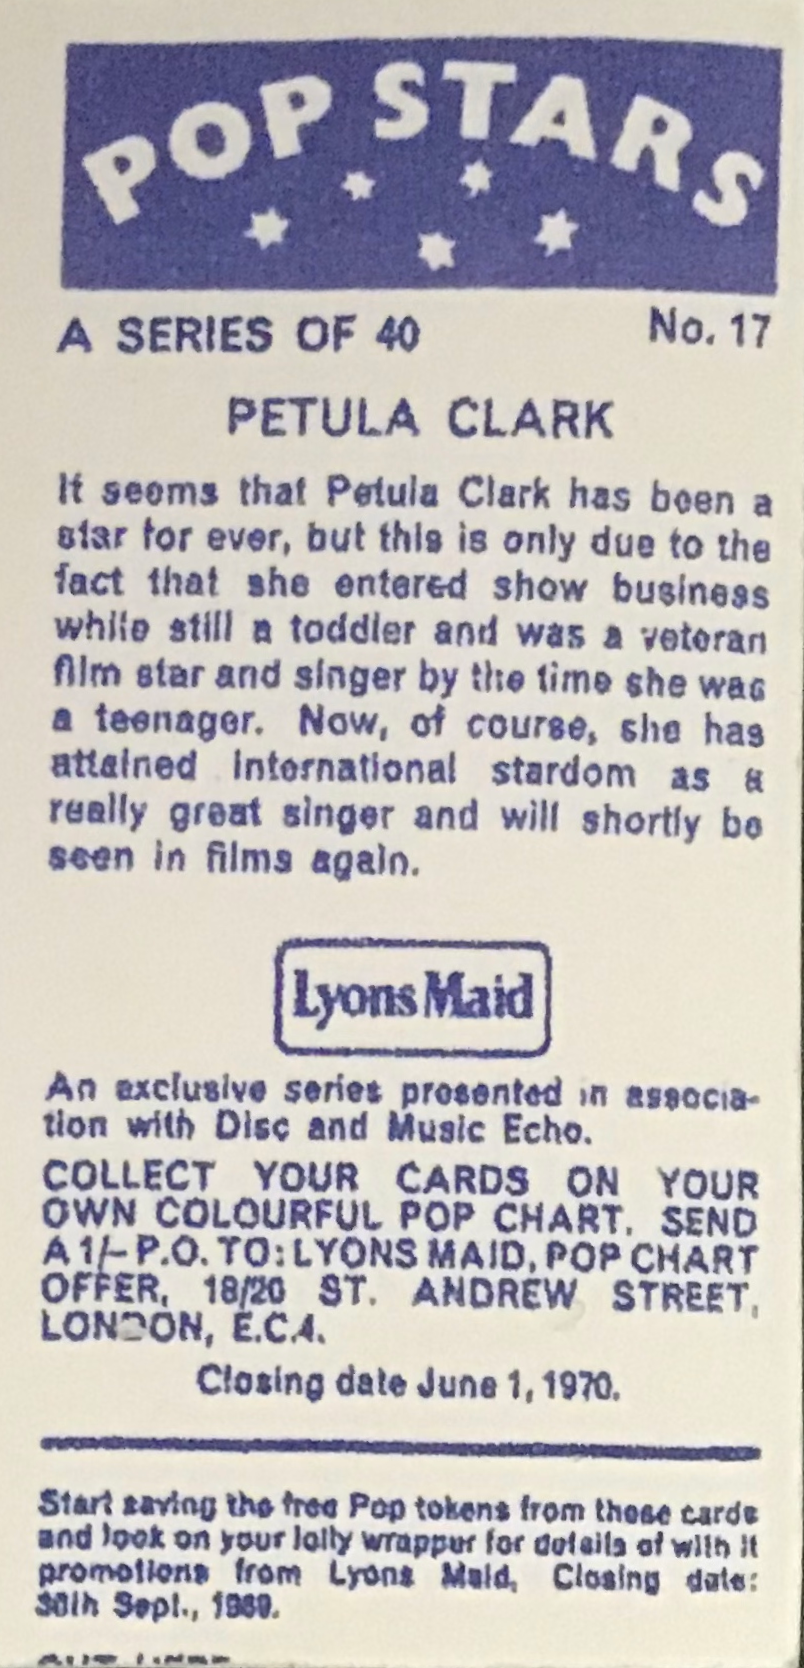 POP STARS
A SERIES OF 40 No. 17
PETULA CLARK
It seems that Petula Clark has been a
star for ever, but this is only due to the
fact that she entered show business
while still a toddler and was a veteran
film star and singer by the time she was
a teenager. Now, of course, she has
attained international stardom as a
really great singer and will shortly be
seen in films again.
Lyons Maid
An exclusive series presented in associa-
tion with Disc and Music Echo.
COLLECT YOUR CARDS ON YOUR
OWN COLOURFUL POP CHART. SEND
A 1/- P.O. TO: LYONS MAID, POP CHART
OFFER, 18/20 ST. ANDREW STREET,
LONDON, E.C.4.
Closing date June 1, 1970.
Start saving the free Pop tokens from these cards
and look on your lolly wrapper for details of with it
promotions from Lyons Maid, Closing date:
30th Sept., 1969.